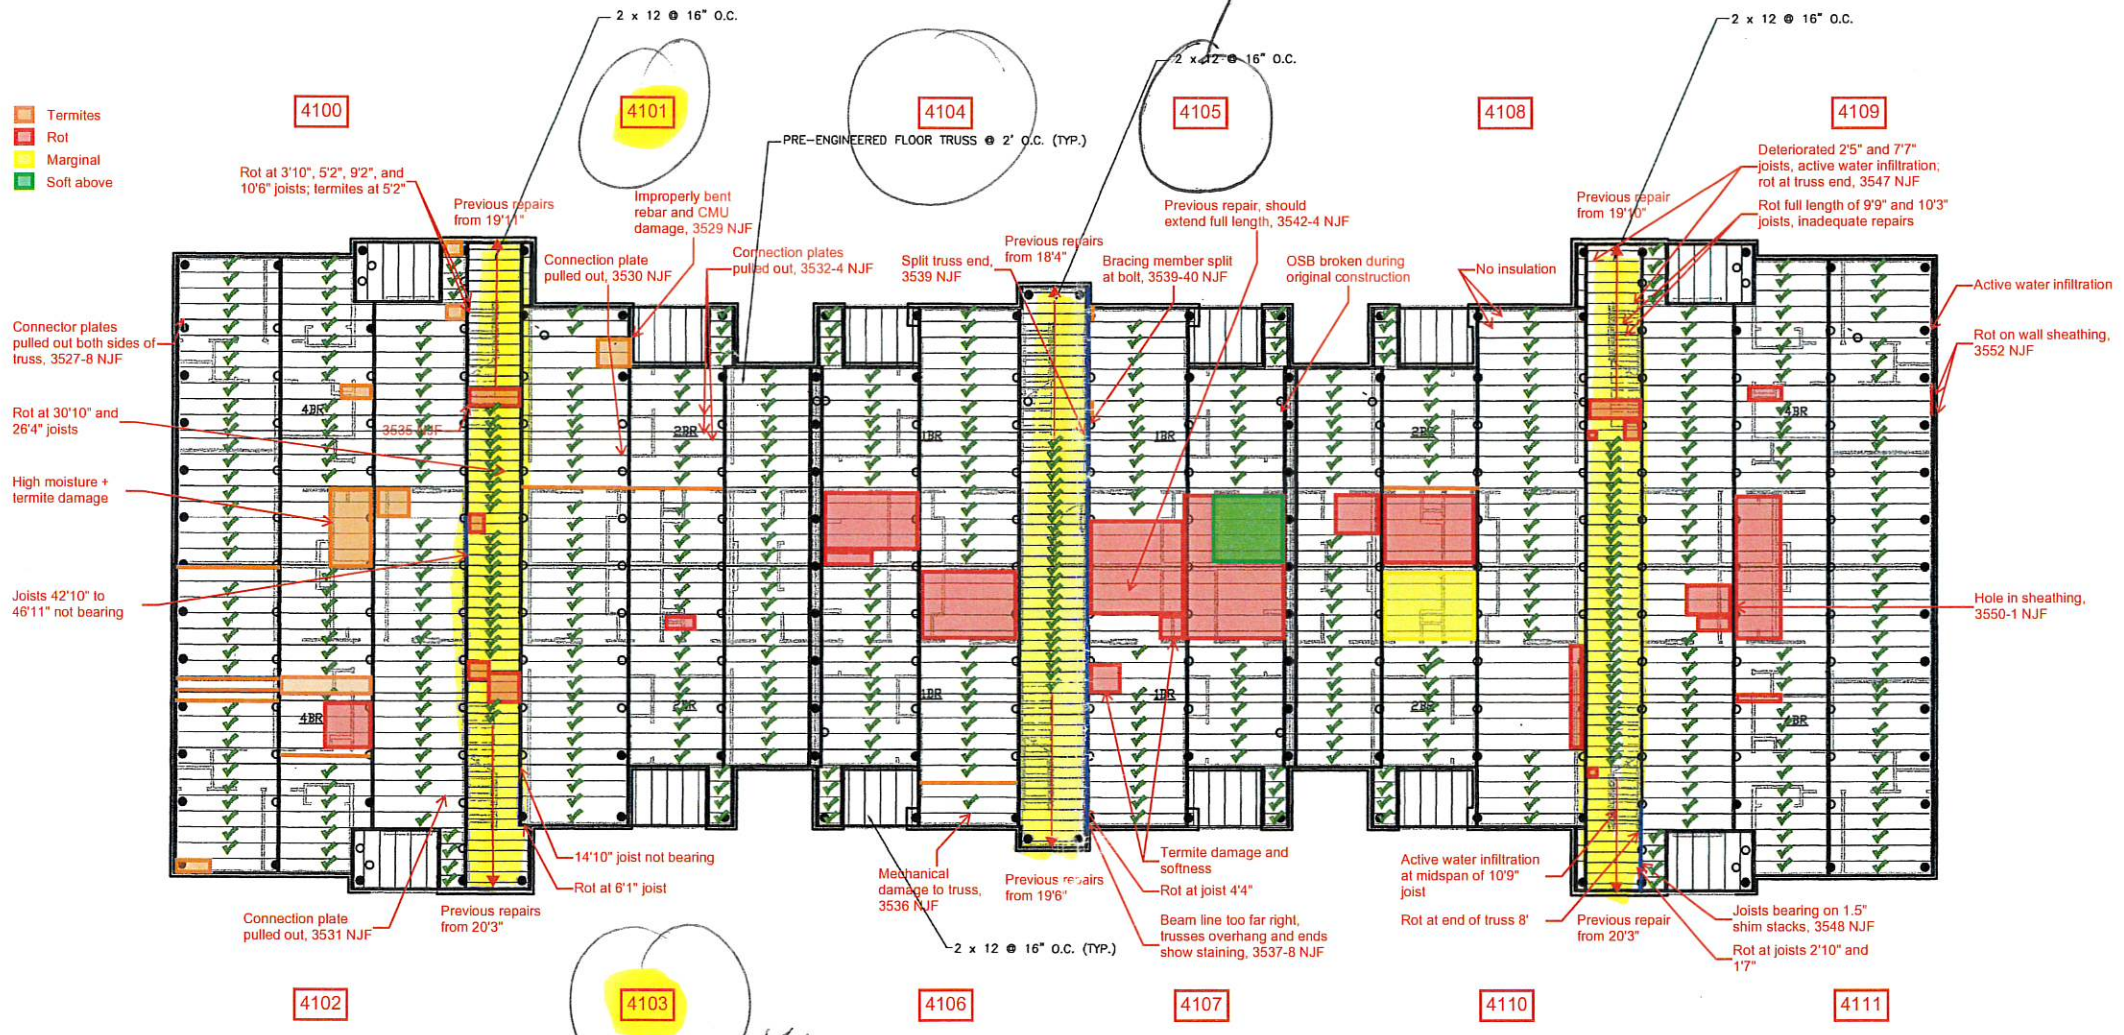 2 x 12 @ 16" O.C.
2 x 12 @ 16" O.C.
2 x 12 @ 16" O.C.
4100
4101
4104
4105
4108
4109
Termites
Rot
Marginal
Soft above
PRE-ENGINEERED FLOOR TRUSS @ 2' O.C. (TYP.)
Rot at 3'10", 5'2", 9'2", and
10'6" joists; termites at 5'2"
Previous repairs
from 19'11"
Improperly bent
rebar and CMU
damage, 3529 NJF
Connection plate
pulled out, 3530 NJF
Connection plates
pulled out, 3532-4 NJF
Split truss end,
3539 NJF
Previous repairs
from 18'4"
Bracing member split
at bolt, 3539-40 NJF
Previous repair, should
extend full length, 3542-4 NJF
OSB broken during
original construction
No insulation
Previous repair
from 19'10"
Deteriorated 2'5" and 7'7"
joists, active water infiltration;
rot at truss end, 3547 NJF
Rot full length of 9'9" and 10'3"
joists, inadequate repairs
Active water infiltration
Rot on wall sheathing,
3552 NJF
Connector plates
pulled out both sides of
truss, 3527-8 NJF
Rot at 30'10" and
26'4" joists
3535 NJF
High moisture +
termite damage
Joists 42'10" to
46'11" not bearing
Hole in sheathing,
3550-1 NJF
4BR
2BR
1BR
1BR
2BR
4BR
4BR
2BR
1BR
1BR
2BR
4BR
14'10" joist not bearing
Rot at 6'1" joist
Connection plate
pulled out, 3531 NJF
Previous repairs
from 20'3"
Mechanical
damage to truss,
3536 NJF
Previous repairs
from 19'6"
Termite damage and
softness
Rot at joist 4'4"
Beam line too far right,
trusses overhang and ends
show staining, 3537-8 NJF
2 x 12 @ 16" O.C. (TYP.)
Active water infiltration
at midspan of 10'9"
joist
Rot at end of truss 8'
Previous repair
from 20'3"
Joists bearing on 1.5"
shim stacks, 3548 NJF
Rot at joists 2'10" and
1'7"
4102
4103
4106
4107
4110
4111